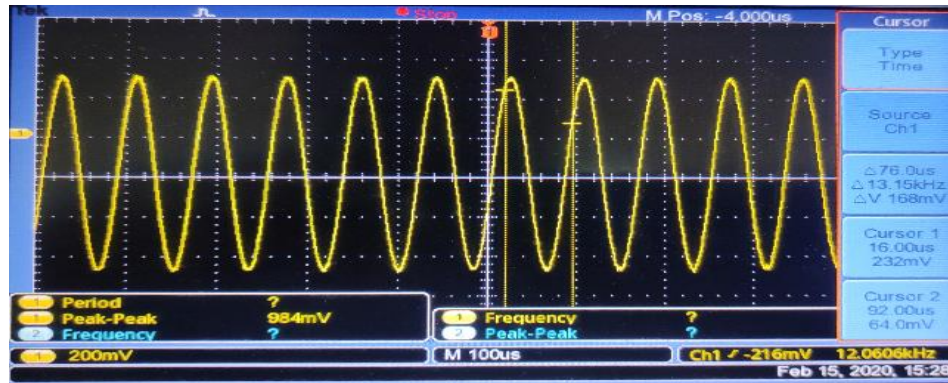 Tek Stop M Pos: -4.000us
Cursor
Type
Time
Source
Ch1
△76.0us
△13.15kHz
△V 168mV
Cursor 1
16.00us
232mV
Cursor 2
92.00us
64.0mV
1
1 Period ?
1 Peak-Peak 984mV
2 Frequency ?
1 Frequency ?
2 Peak-Peak ?
1 200mV M 100us Ch1 -216mV 12.0606kHz
Feb 15, 2020, 15:28